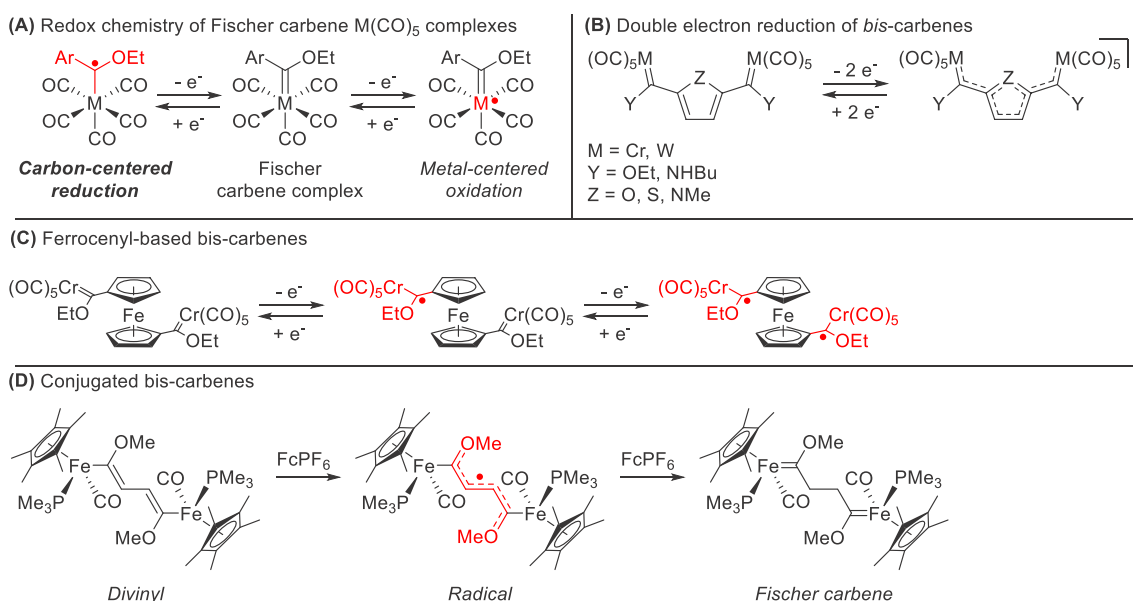 (A) Redox chemistry of Fischer carbene M(CO)5 complexes
Ar OEt
OC CO
M
OC CO
CO
- e-
+ e-
Ar OEt
OC CO
M
OC CO
CO
- e-
+ e-
Ar OEt
OC CO
M
OC CO
CO
Carbon-centered
reduction
Fischer
carbene complex
Metal-centered
oxidation
(B) Double electron reduction of bis-carbenes
(OC)5M M(CO)5
Z
Y Y
- 2 e-
+ 2 e-
(OC)5M M(CO)5
Z
Y Y
M = Cr, W
Y = OEt, NHBu
Z = O, S, NMe
(C) Ferrocenyl-based bis-carbenes
(OC)5Cr
EtO
Fe
Cr(CO)5
OEt
- e-
+ e-
(OC)5Cr
EtO
Fe
Cr(CO)5
OEt
- e-
+ e-
(OC)5Cr
EtO
Fe
Cr(CO)5
OEt
(D) Conjugated bis-carbenes
OMe
Fe
CO
Me3P
OC
PMe3
Fe
MeO
FcPF6
OMe
Fe
CO
Me3P
OC
PMe3
Fe
MeO
FcPF6
OMe
Fe
CO
Me3P
OC
PMe3
Fe
MeO
Divinyl
Radical
Fischer carbene